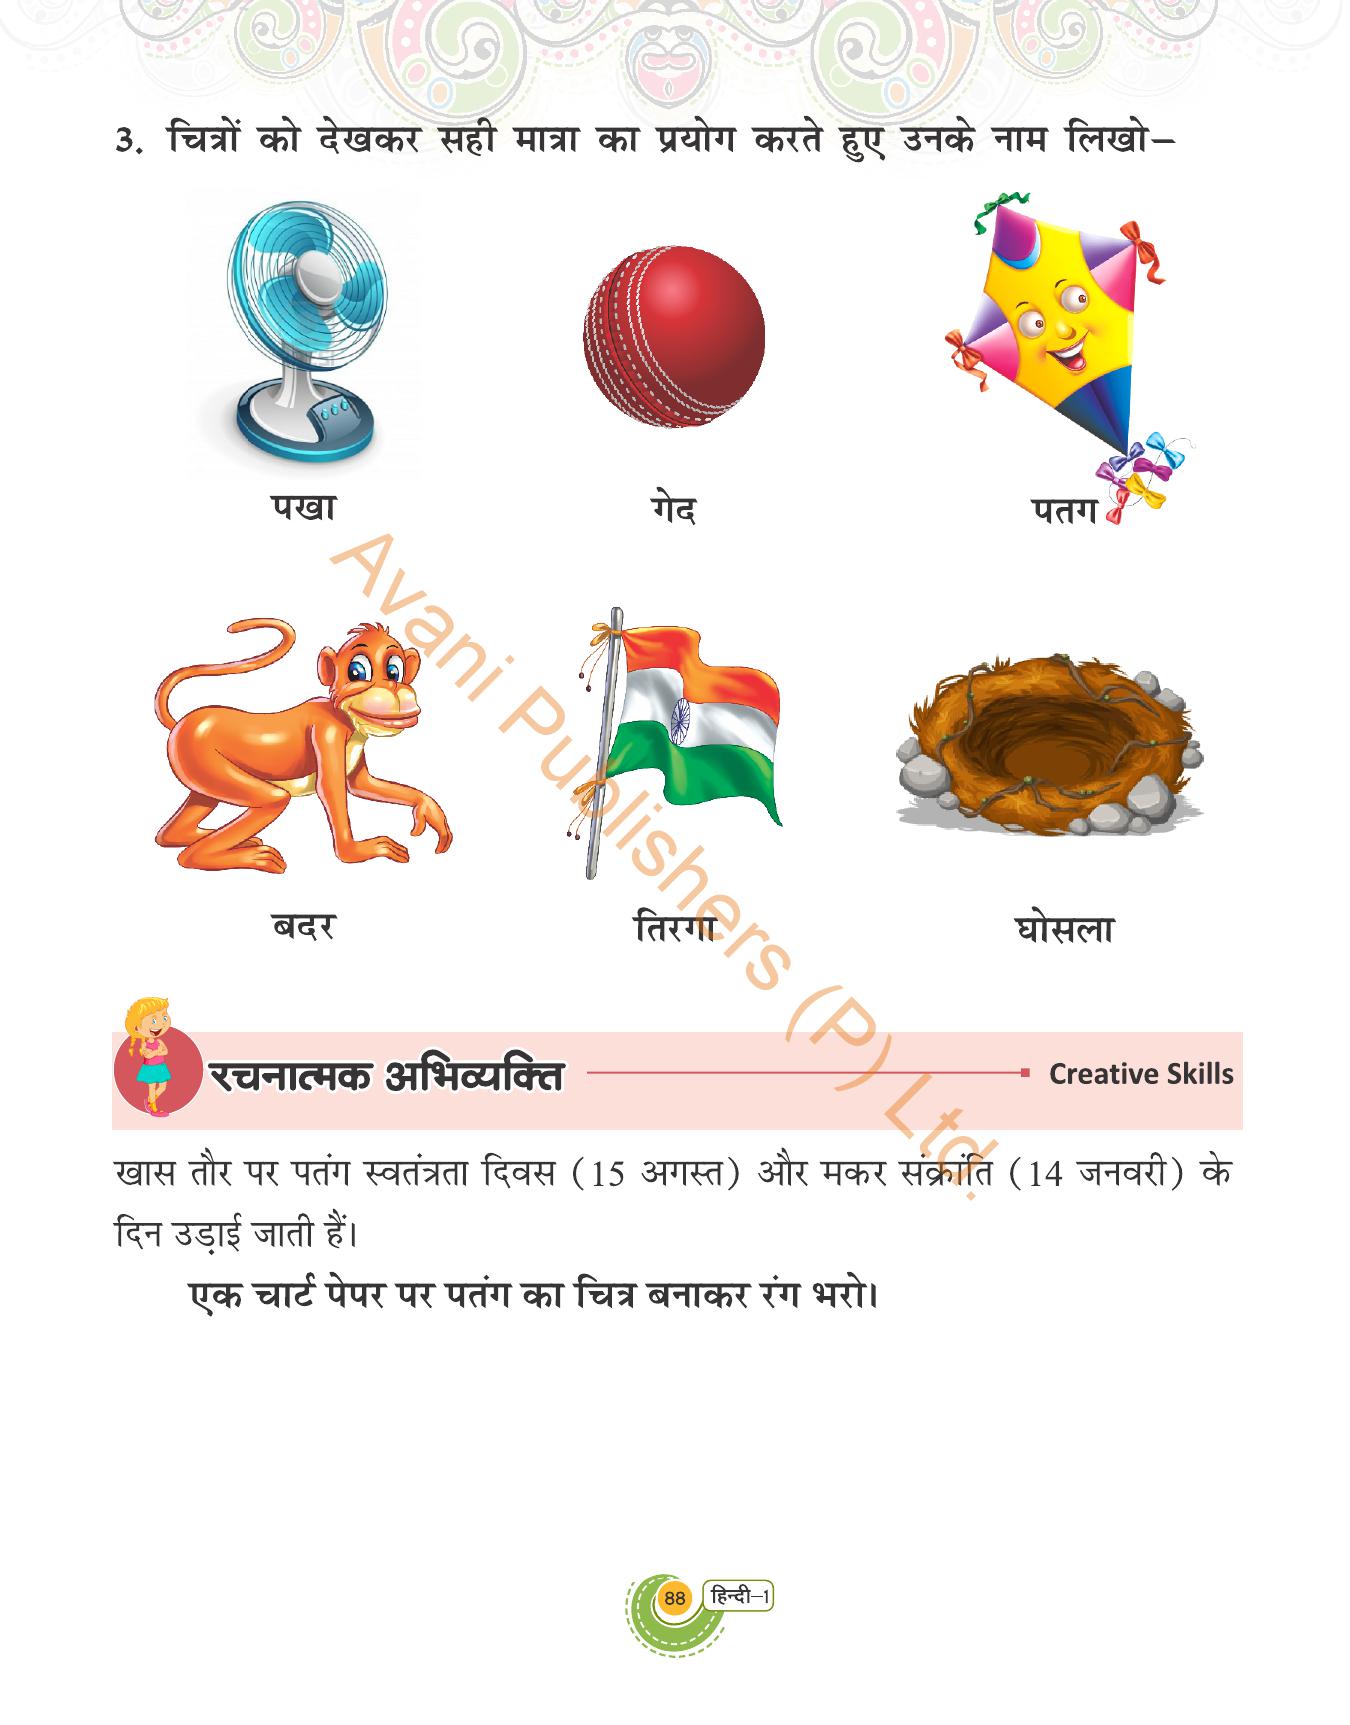 3. चित्रों को देखकर सही मात्रा का प्रयोग करते हुए उनके नाम लिखो–
पखा
गेद
पतग
बदर
तिरगा
घोसला
Avani Publishers (P) Ltd.
रचनात्मक अभिव्यक्ति
Creative Skills
खास तौर पर पतंग स्वतंत्रता दिवस (15 अगस्त) और मकर संक्रांति (14 जनवरी) के
दिन उड़ाई जाती हैं।
एक चार्ट पेपर पर पतंग का चित्र बनाकर रंग भरो।
88
हिन्दी–1